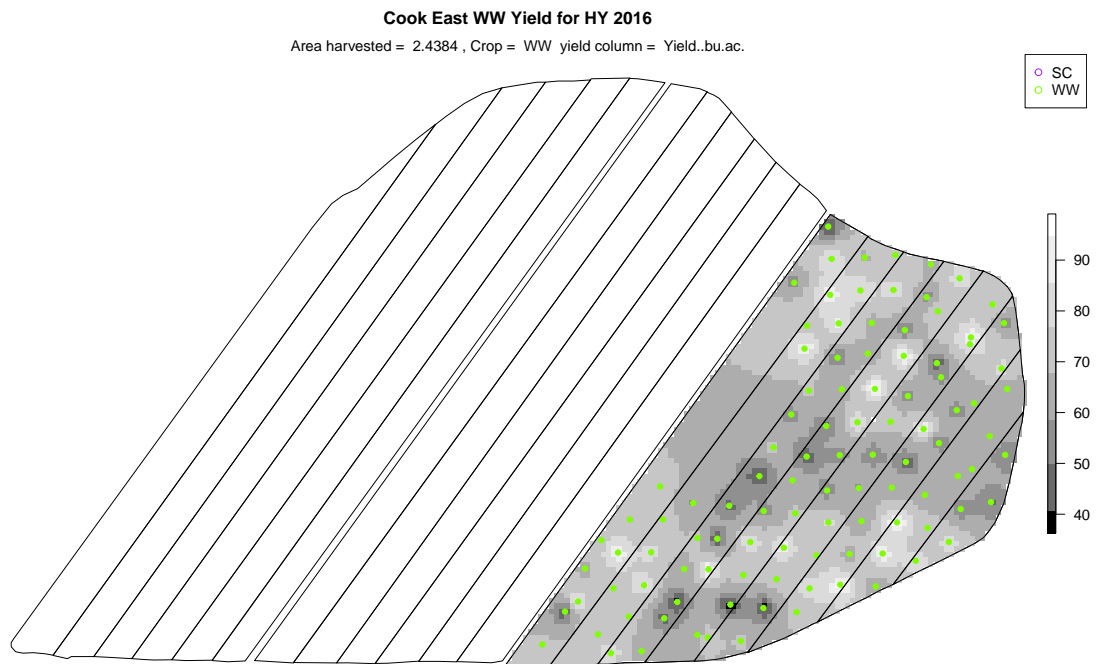 Cook East WW Yield for HY 2016
Area harvested = 2.4384 , Crop = WW yield column = Yield..bu.ac.
SC
WW
90
80
70
60
50
40